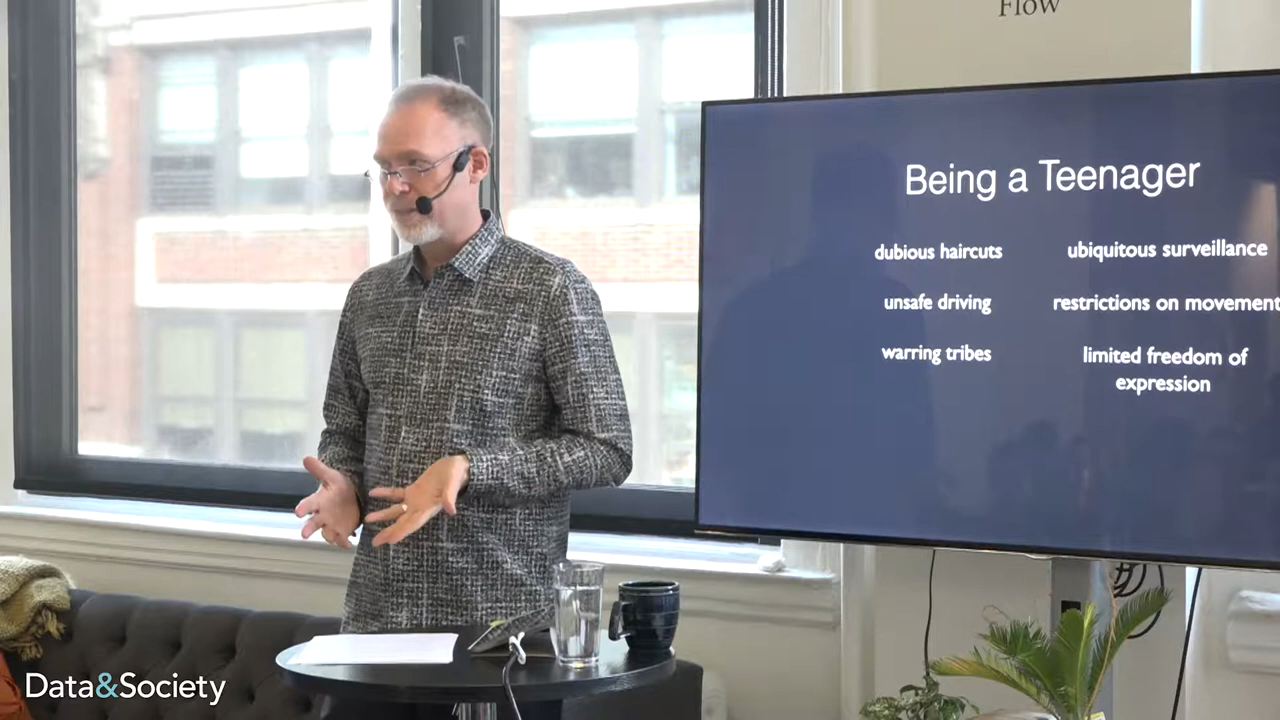 Flow
Being a Teenager
dubious haircuts
ubiquitous surveillance
unsafe driving
restrictions on movement
warring tribes
limited freedom of
expression
Data&Society